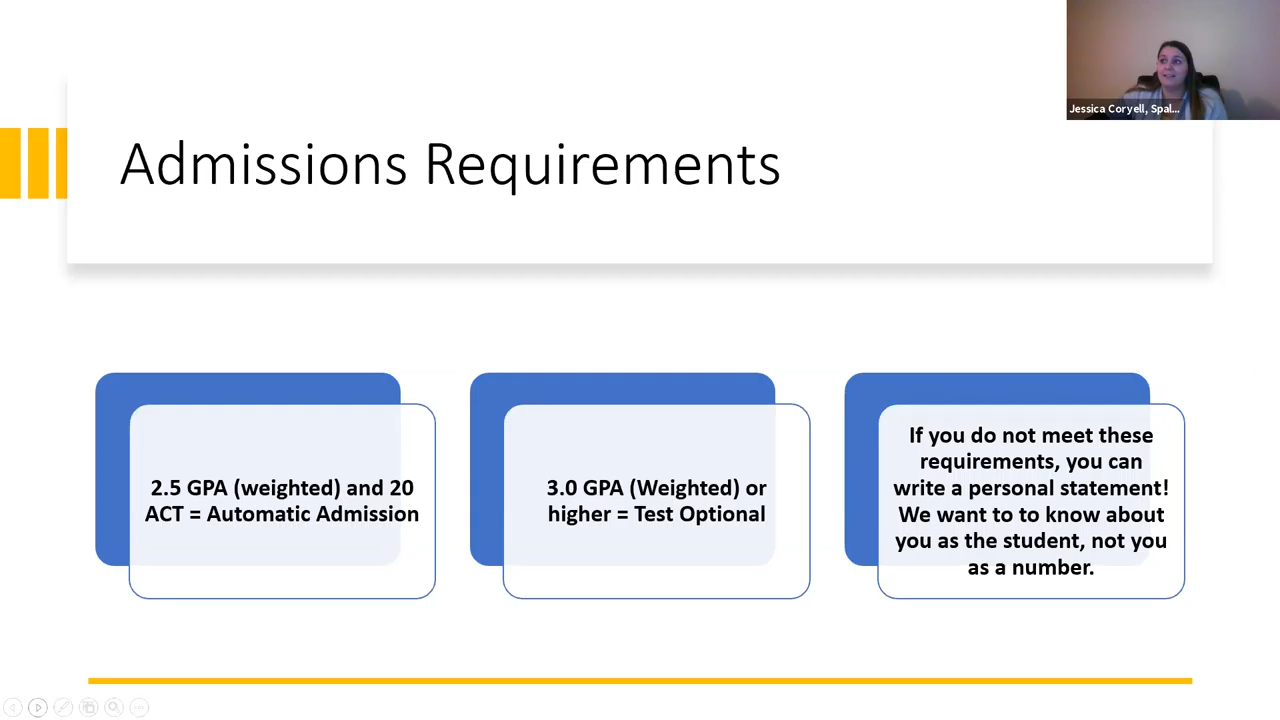 Jessica Coryell, Spal...
Admissions Requirements
2.5 GPA (weighted) and 20
ACT = Automatic Admission
3.0 GPA (Weighted) or
higher = Test Optional
If you do not meet these
requirements, you can
write a personal statement!
We want to to know about
you as the student, not you
as a number.